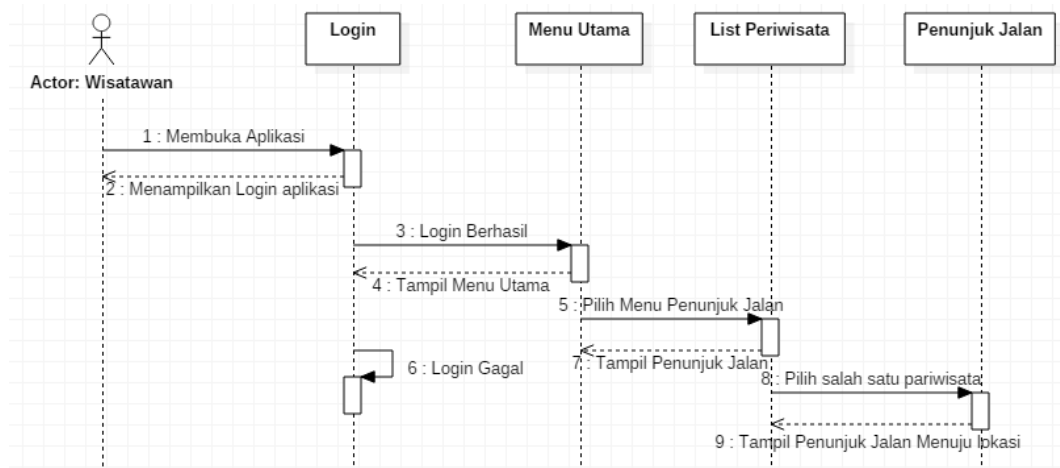 Login
Menu Utama
List Periwisata
Penunjuk Jalan
Actor: Wisatawan
1 : Membuka Aplikasi
2 : Menampilkan Login aplikasi
3 : Login Berhasil
4 : Tampil Menu Utama
5 : Pilih Menu Penunjuk Jalan
6 : Login Gagal
7 : Tampil Penunjuk Jalan
8 : Pilih salah satu pariwisata
9 : Tampil Penunjuk Jalan Menuju lokasi